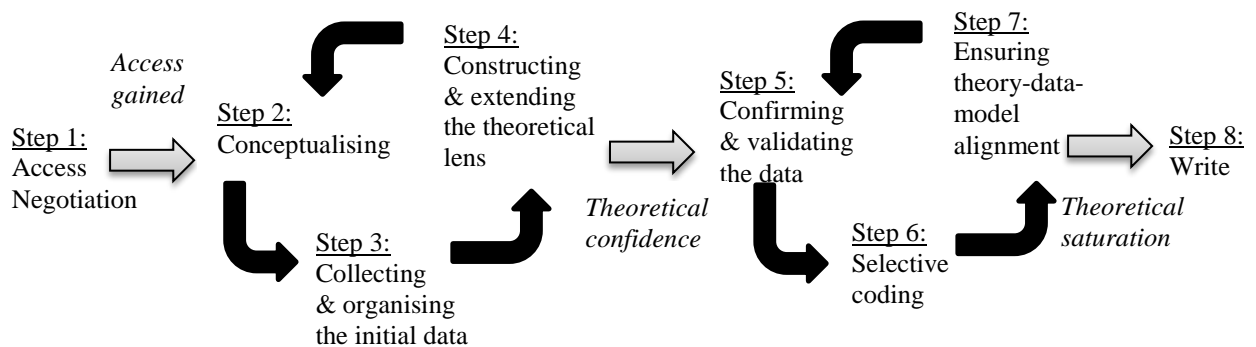 Step 1:
Access
Negotiation
Access
gained
Step 2:
Conceptualising
Step 3:
Collecting
& organising
the initial data
Step 4:
Constructing
& extending
the theoretical
lens
Theoretical
confidence
Step 5:
Confirming
& validating
the data
Step 6:
Selective
coding
Step 7:
Ensuring
theory-data-
model
alignment
Theoretical
saturation
Step 8:
Write